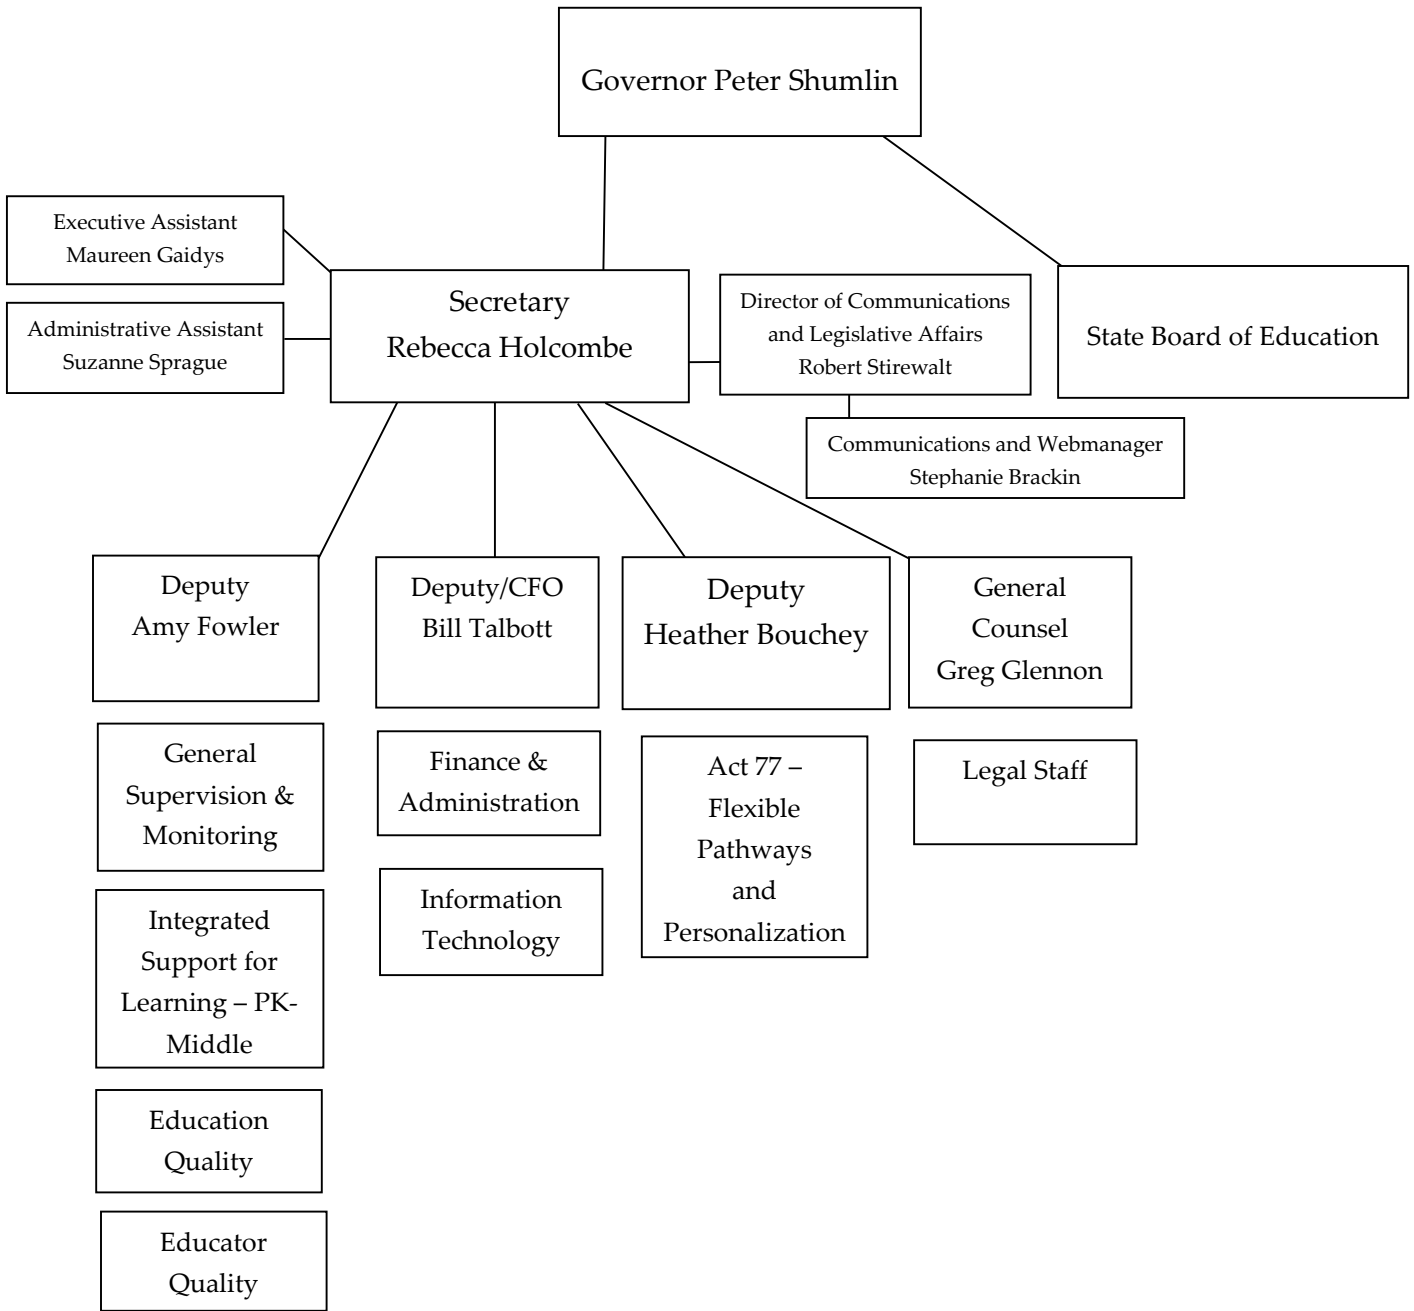 Governor Peter Shumlin
Executive Assistant
Maureen Gaidys
Administrative Assistant
Suzanne Sprague
Secretary
Rebecca Holcombe
Director of Communications
and Legislative Affairs
Robert Stirewalt
State Board of Education
Communications and Webmanager
Stephanie Brackin
Deputy
Amy Fowler
Deputy/CFO
Bill Talbott
Deputy
Heather Bouchey
General
Counsel
Greg Glennon
General
Supervision &
Monitoring
Finance &
Administration
Act 77 –
Flexible
Pathways
and
Personalization
Legal Staff
Integrated
Support for
Learning – PK-
Middle
Information
Technology
Education
Quality
Educator
Quality